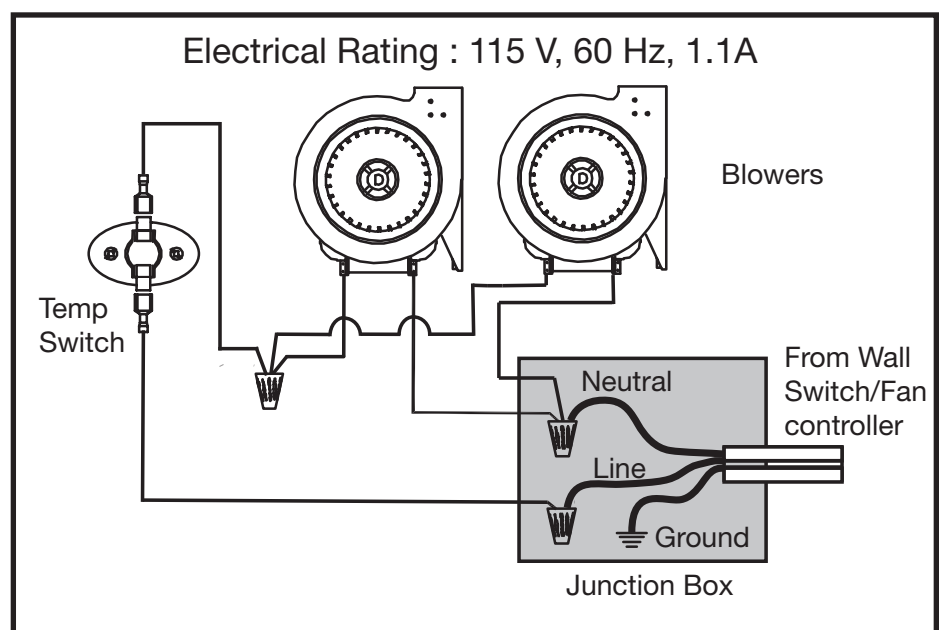 Electrical Rating : 115 V, 60 Hz, 1.1A
D
D
Blowers
Temp
Switch
From Wall
Switch/Fan
controller
Neutral
Line
Ground
Junction Box